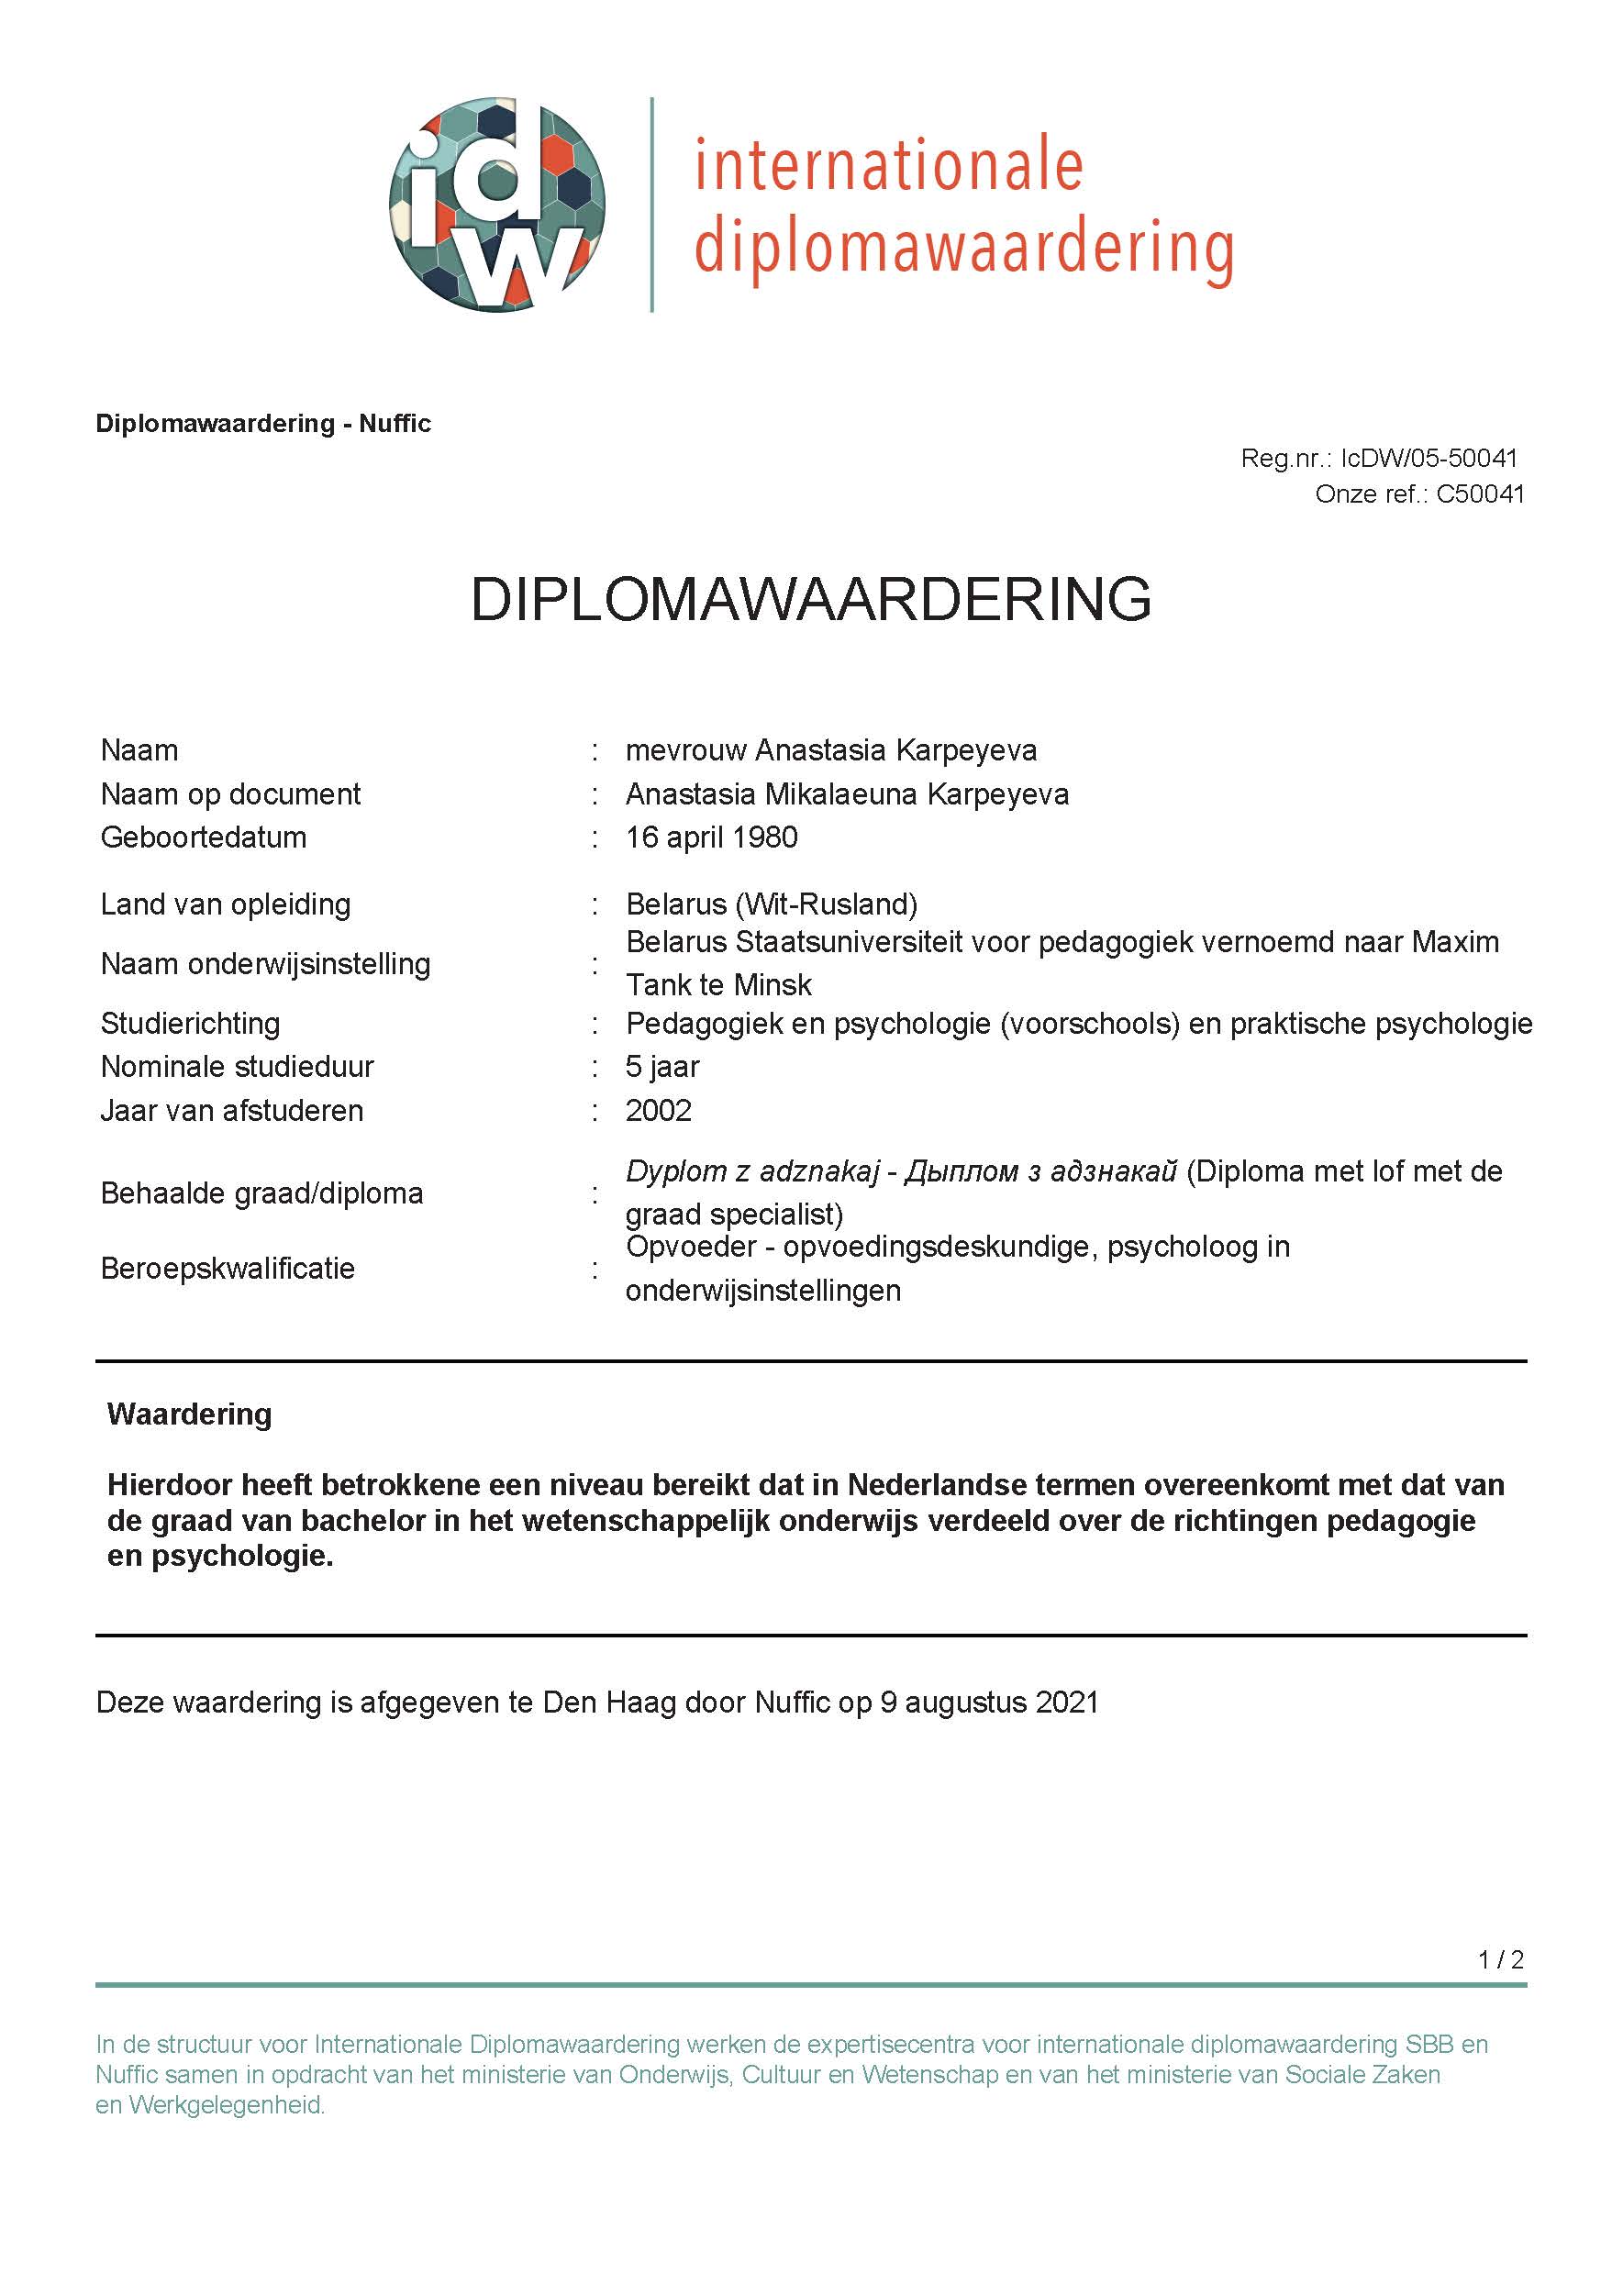 idw
internationale
diplomawaardering
Diplomawaardering - Nuffic
Reg.nr.: IcDW/05-50041
Onze ref.: C50041
DIPLOMAWAARDERING
Naam : mevrouw Anastasia Karpeyeva
Naam op document : Anastasia Mikalaeuna Karpeyeva
Geboortedatum : 16 april 1980
Land van opleiding : Belarus (Wit-Rusland)
Naam onderwijsinstelling : Belarus Staatsuniversiteit voor pedagogiek vernoemd naar Maxim
Tank te Minsk
Studierichting : Pedagogiek en psychologie (voorschools) en praktische psychologie
Nominale studieduur : 5 jaar
Jaar van afstuderen : 2002
Behaalde graad/diploma : Dyplom z adznakaj - Дыплом з адзнакай (Diploma met lof met de
graad specialist)
Beroepskwalificatie : Opvoeder - opvoedingsdeskundige, psycholoog in
onderwijsinstellingen
Waardering
Hierdoor heeft betrokkene een niveau bereikt dat in Nederlandse termen overeenkomt met dat van
de graad van bachelor in het wetenschappelijk onderwijs verdeeld over de richtingen pedagogie
en psychologie.
Deze waardering is afgegeven te Den Haag door Nuffic op 9 augustus 2021
1 / 2
In de structuur voor Internationale Diplomawaardering werken de expertisecentra voor internationale diplomawaardering SBB en
Nuffic samen in opdracht van het ministerie van Onderwijs, Cultuur en Wetenschap en van het ministerie van Sociale Zaken
en Werkgelegenheid.